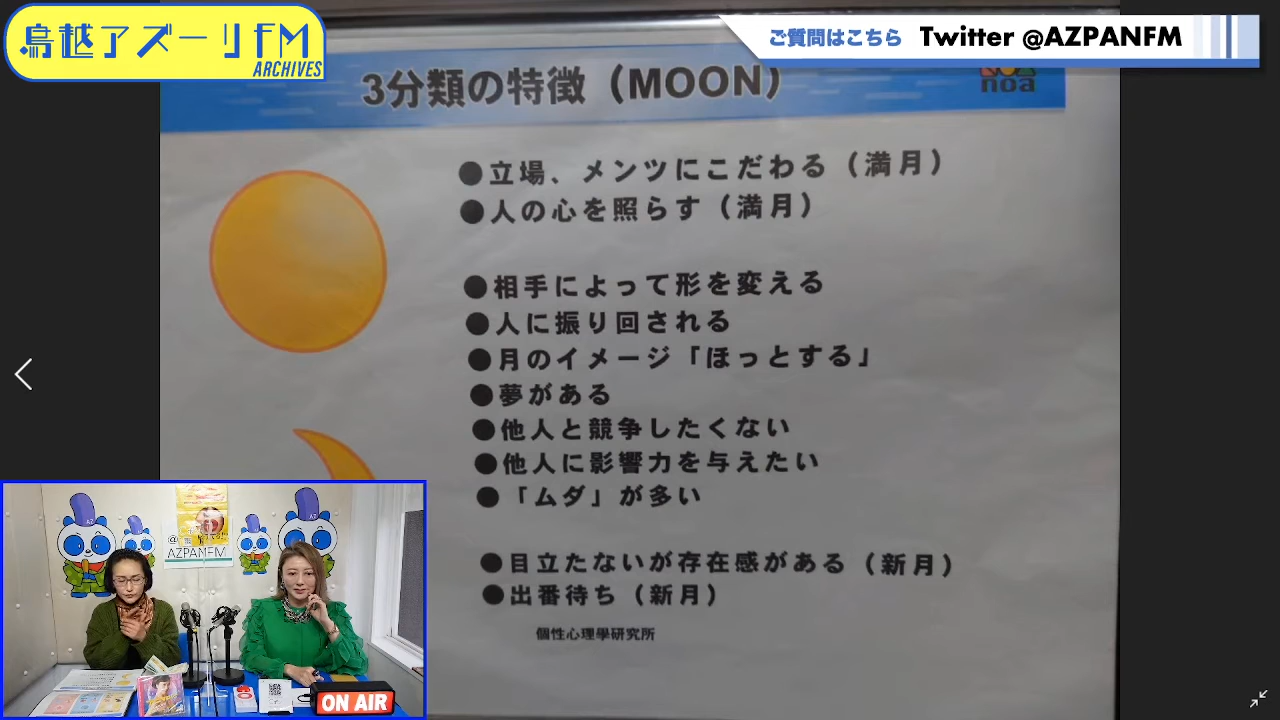 鳥越アズーリFM
ARCHIVES
ご質問はこちら Twitter @AZPANFM
3分類の特徴（MOON）
noa
●立場、メンツにこだわる（満月）
●人の心を照らす（満月）
●相手によって形を変える
●人に振り回される
●月のイメージ「ほっとする」
●夢がある
●他人と競争したくない
●他人に影響力を与えたい
●「ムダ」が多い
●目立たないが存在感がある（新月）
●出番待ち（新月）
個性心理學研究所
AZ
AZ
AZPANFM
ON AIR